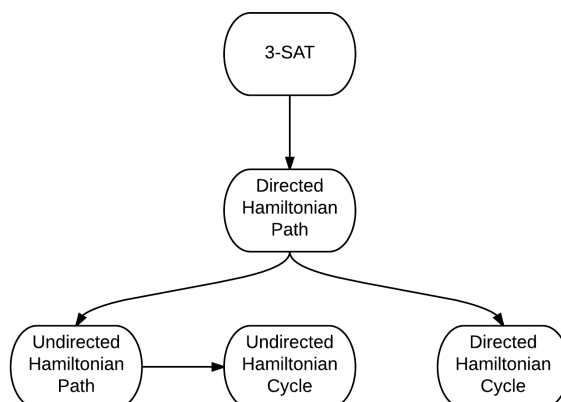 3-SAT
Directed
Hamiltonian
Path
Undirected
Hamiltonian
Path
Undirected
Hamiltonian
Cycle
Directed
Hamiltonian
Cycle